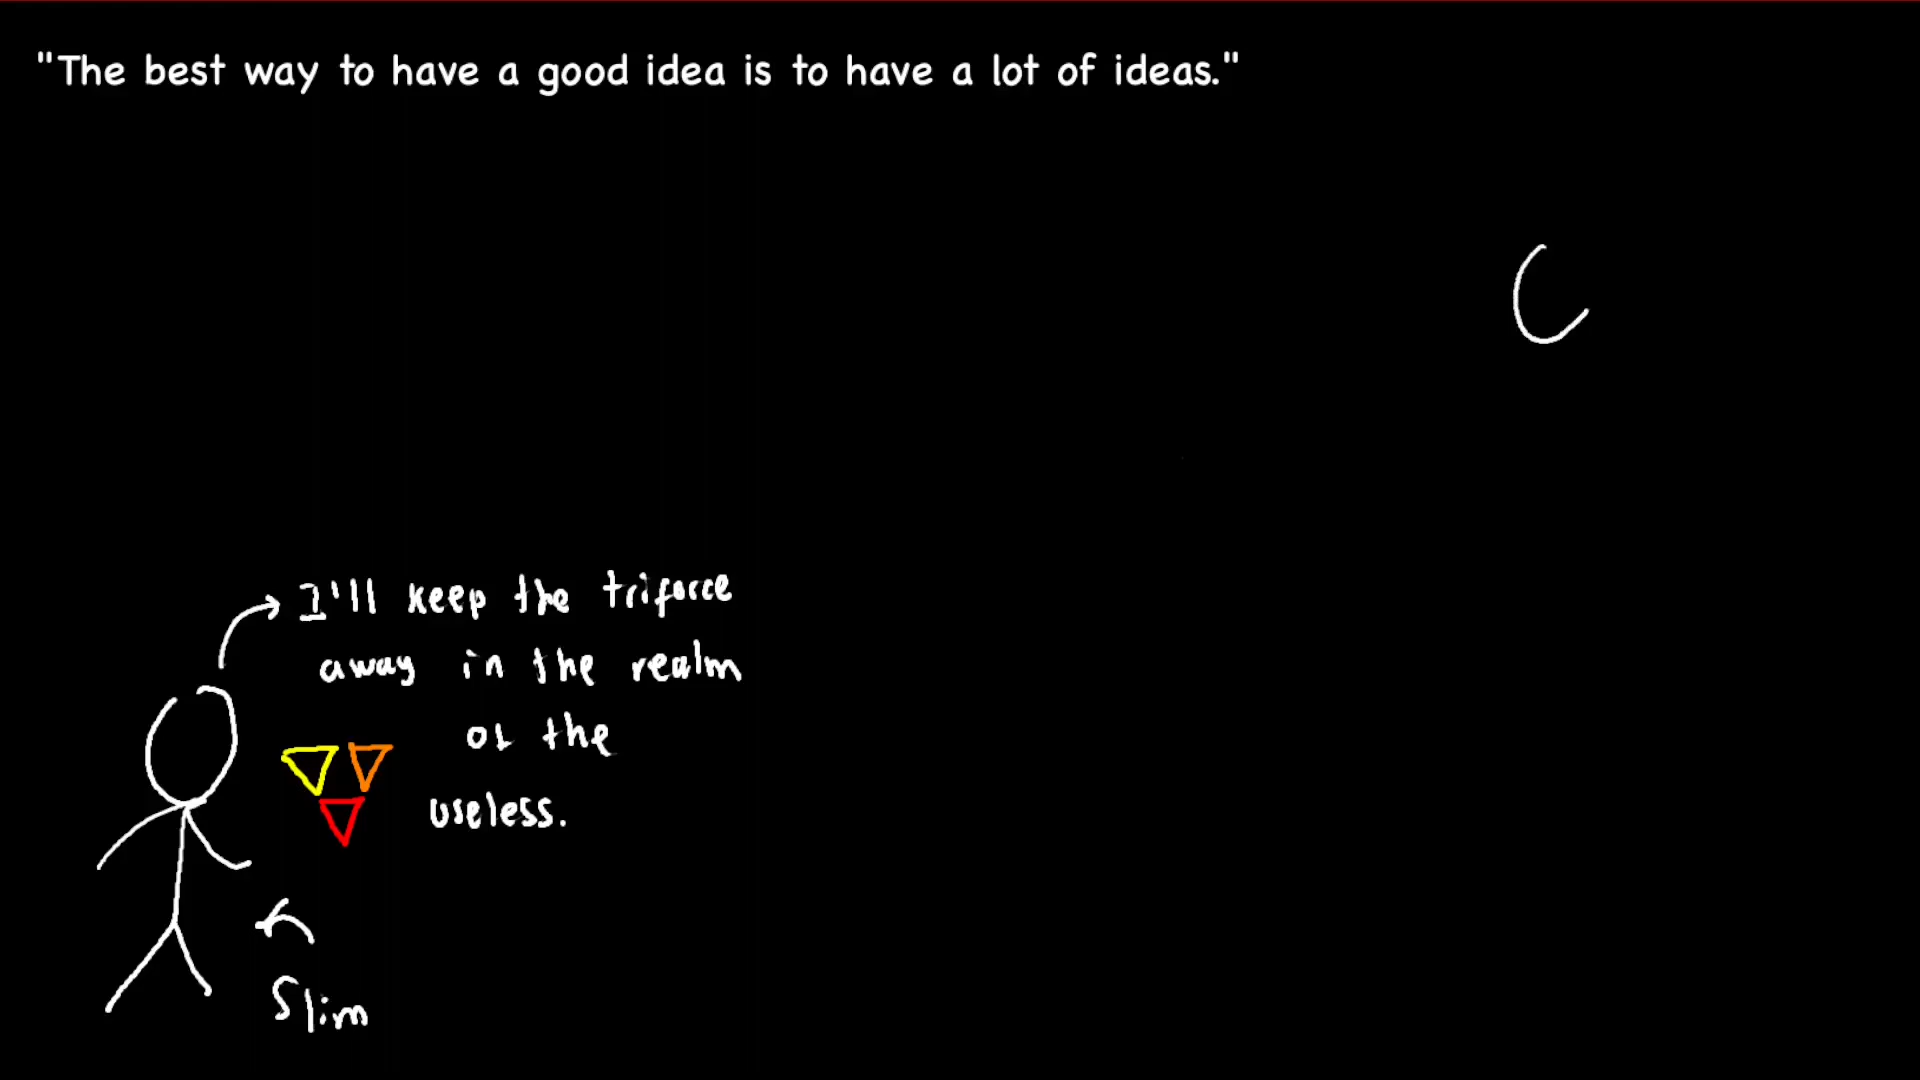 "The best way to have a good idea is to have a lot of ideas."
I'll keep the triforce
away in the realm
of the
useless.
Slim